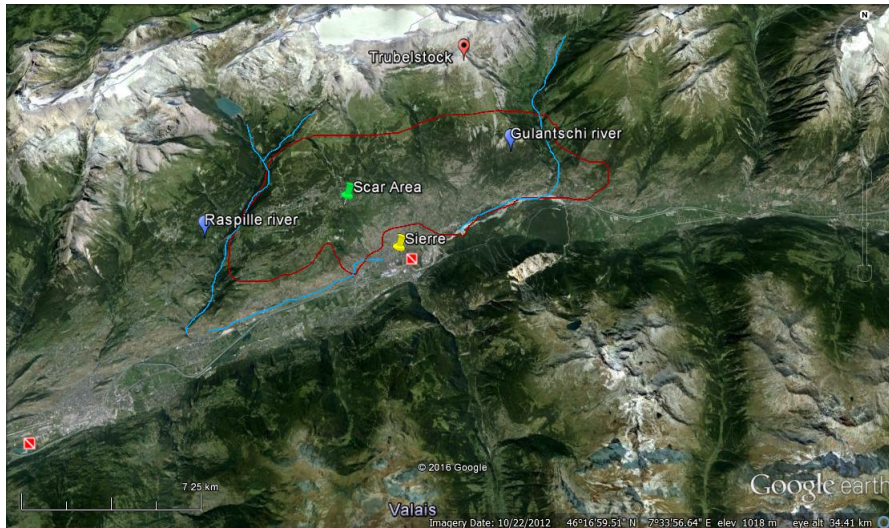 N
Trubelstock
Gulantschi river
Scar Area
Raspille river
Sierre
© 2016 Google
7.25 km
Google earth
Valais
Imagery Date: 10/22/2012 46°16'59.51" N 7°33'56.64" E elev 1018 m eye alt 34.41 km